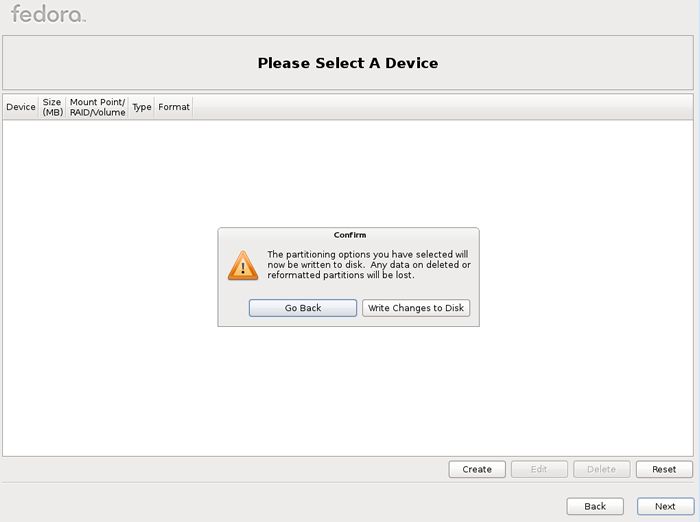 fedora
Please Select A Device
Device
Size
(MB)
Mount Point/
RAID/Volume
Type
Format
Confirm
The partitioning options you have selected will
now be written to disk. Any data on deleted or
reformatted partitions will be lost.
Go Back
Write Changes to Disk
Create
Edit
Delete
Reset
Back
Next